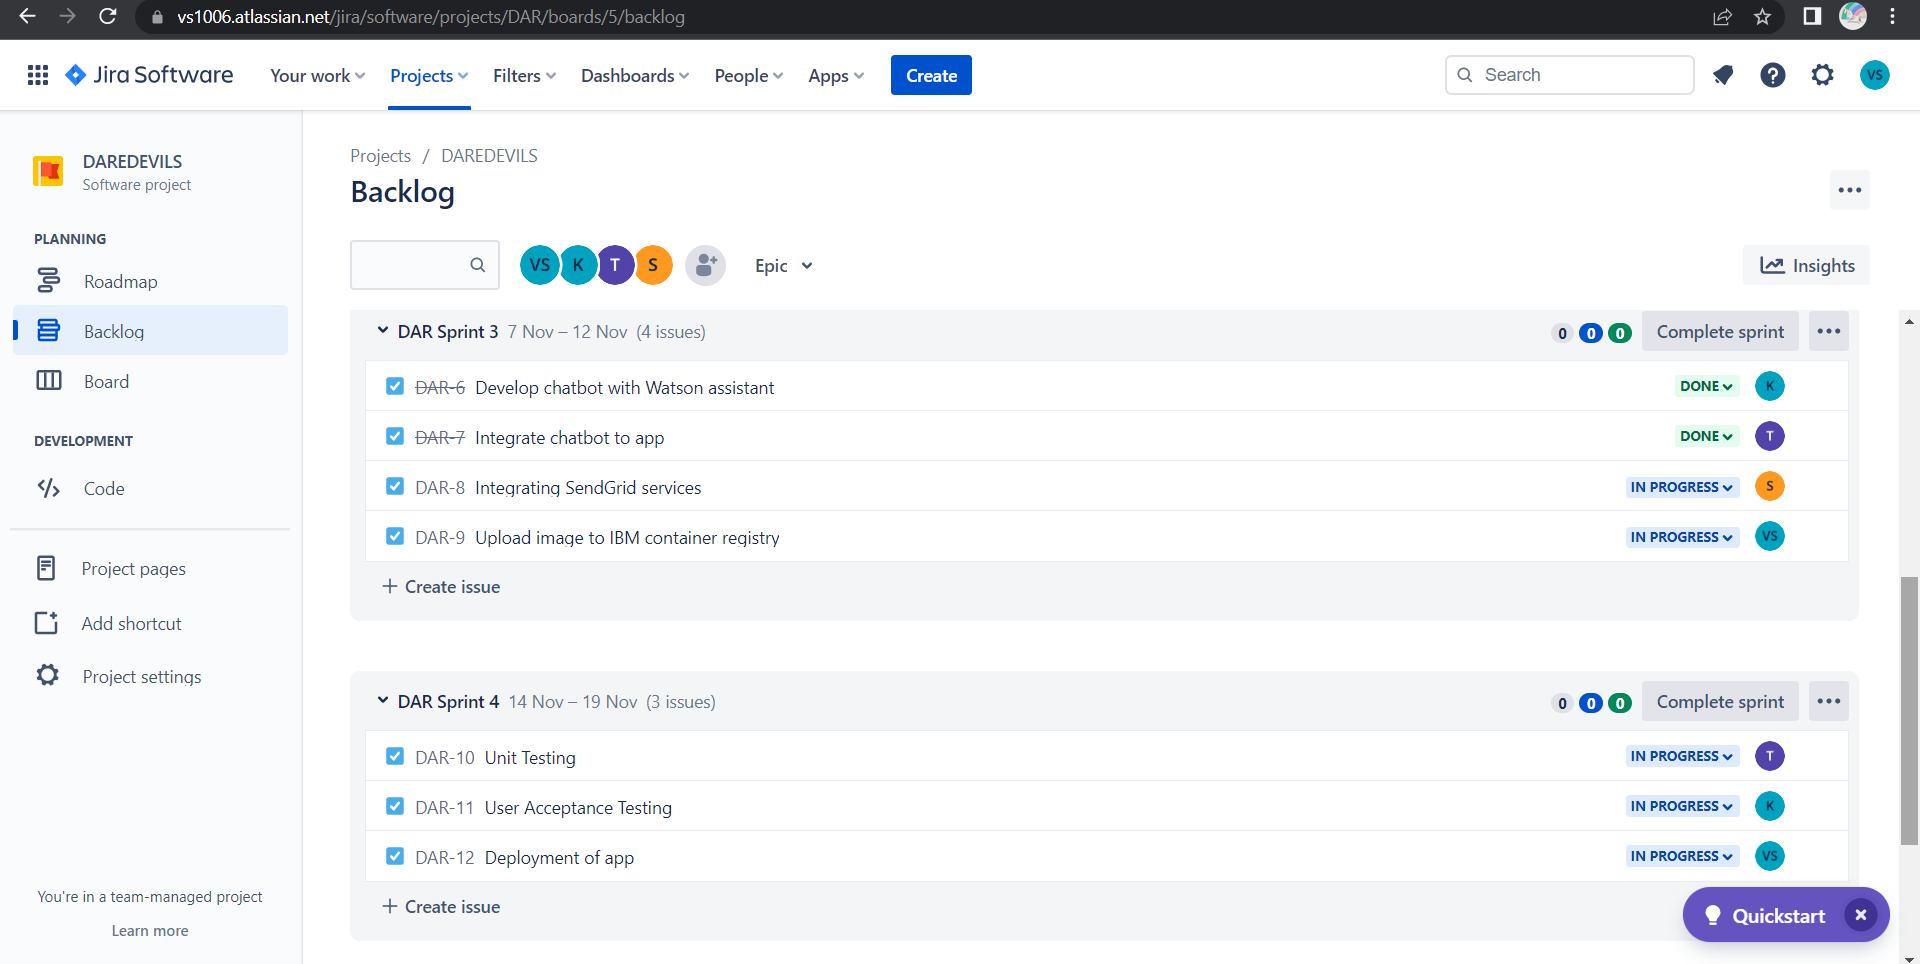 vs1006.atlassian.net/jira/software/projects/DAR/boards/5/backlog
Jira Software Your work Projects Filters Dashboards People Apps Create Search VS
DAREDEVILS
Software project
PLANNING
Roadmap
Backlog
Board
DEVELOPMENT
Code
Project pages
Add shortcut
Project settings
You're in a team-managed project
Learn more
Projects / DAREDEVILS
Backlog
VS K T S Epic Insights
DAR Sprint 3 7 Nov – 12 Nov (4 issues) 0 0 0 Complete sprint
DAR-6 Develop chatbot with Watson assistant DONE K
DAR-7 Integrate chatbot to app DONE T
DAR-8 Integrating SendGrid services IN PROGRESS S
DAR-9 Upload image to IBM container registry IN PROGRESS VS
+ Create issue
DAR Sprint 4 14 Nov – 19 Nov (3 issues) 0 0 0 Complete sprint
DAR-10 Unit Testing IN PROGRESS T
DAR-11 User Acceptance Testing IN PROGRESS K
DAR-12 Deployment of app IN PROGRESS VS
+ Create issue
Quickstart